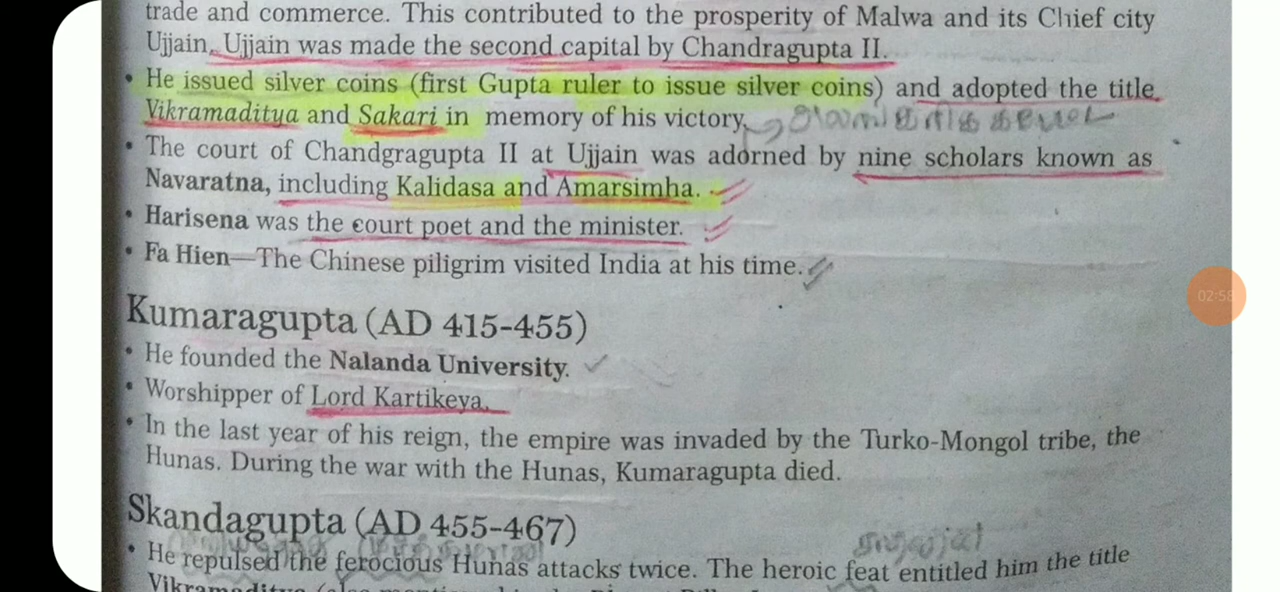 trade and commerce. This contributed to the prosperity of Malwa and its Chief city
Ujjain. Ujjain was made the second capital by Chandragupta II.
• He issued silver coins (first Gupta ruler to issue silver coins) and adopted the title
Vikramaditya and Sakari in memory of his victory.
• The court of Chandgragupta II at Ujjain was adorned by nine scholars known as
Navaratna, including Kalidasa and Amarsimha.
• Harisena was the court poet and the minister.
• Fa Hien—The Chinese piligrim visited India at his time.
02:58
Kumaragupta (AD 415-455)
• He founded the Nalanda University.
• Worshipper of Lord Kartikeya.
• In the last year of his reign, the empire was invaded by the Turko-Mongol tribe, the
Hunas. During the war with the Hunas, Kumaragupta died.
Skandagupta (AD 455-467)
• He repulsed the ferocious Hunas attacks twice. The heroic feat entitled him the title